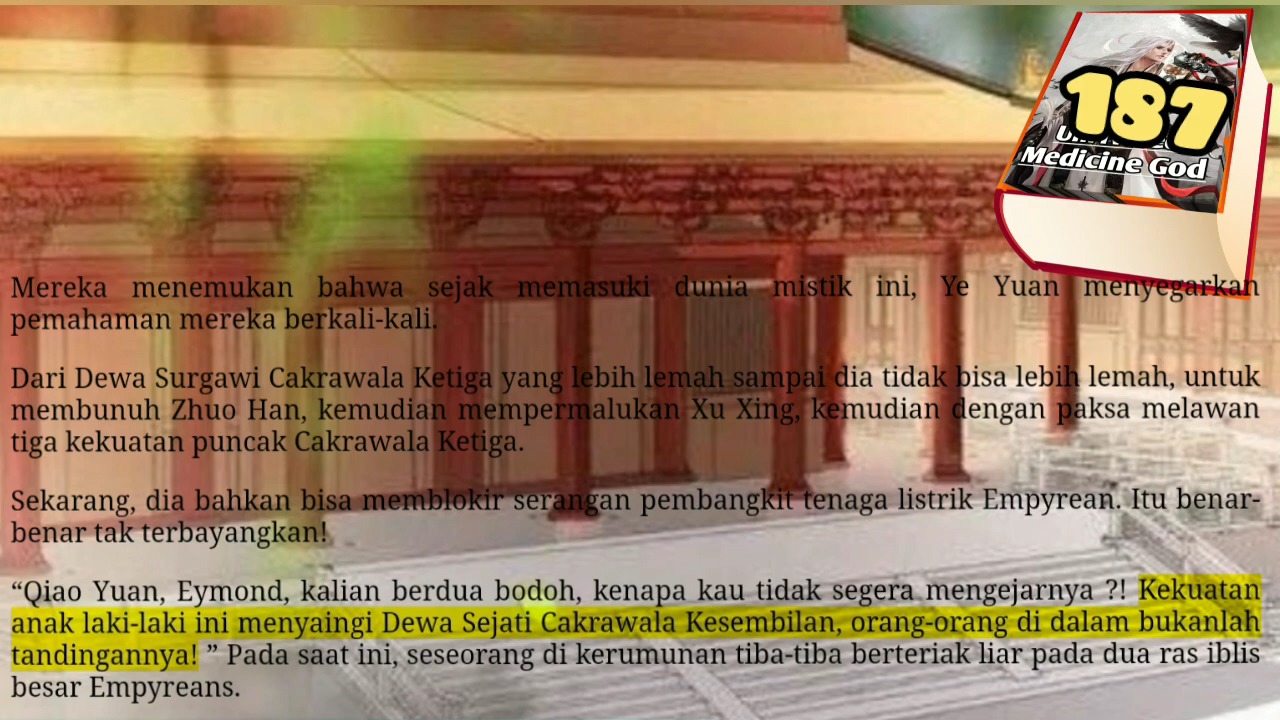 187
Medicine God
Mereka menemukan bahwa sejak memasuki dunia mistik ini, Ye Yuan menyegarkan
pemahaman mereka berkali-kali.
Dari Dewa Surgawi Cakrawala Ketiga yang lebih lemah sampai dia tidak bisa lebih lemah, untuk
membunuh Zhuo Han, kemudian mempermalukan Xu Xing, kemudian dengan paksa melawan
tiga kekuatan puncak Cakrawala Ketiga.
Sekarang, dia bahkan bisa memblokir serangan pembangkit tenaga listrik Empyrean. Itu benar-
benar tak terbayangkan!
“Qiao Yuan, Eymond, kalian berdua bodoh, kenapa kau tidak segera mengejarnya ?! Kekuatan
anak laki-laki ini menyaingi Dewa Sejati Cakrawala Kesembilan, orang-orang di dalam bukanlah
tandingannya! ” Pada saat ini, seseorang di kerumunan tiba-tiba berteriak liar pada dua ras iblis
besar Empyreans.